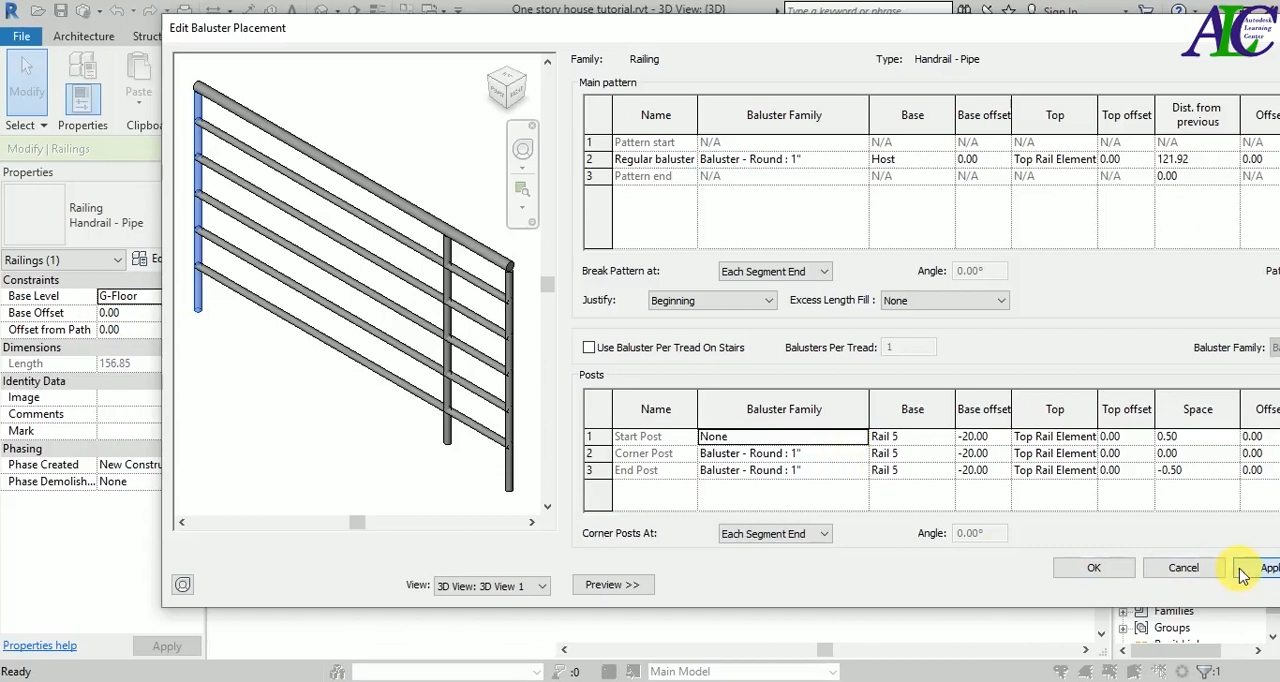 One story house tutorial.rvt - 3D View: {3D}
Type a keyword or phrase
Sign In
ALC
Autodesk
Learning
Center
File
Architecture
Struct
Edit Baluster Placement
Modify
Paste
Select
Properties
Clipbo
Modify | Railings
Properties
Railing
Handrail - Pipe
Railings (1)
Constraints
Base Level
G-Floor
Base Offset
0.00
Offset from Path
0.00
Dimensions
Length
156.85
Identity Data
Image
Comments
Mark
Phasing
Phase Created
New Constru
Phase Demolish...
None
Properties help
Apply
Family:
Railing
Type:
Handrail - Pipe
Main pattern
Name
Baluster Family
Base
Base offset
Top
Top offset
Dist. from
previous
Offse
1 Pattern start N/A N/A N/A N/A N/A N/A N/A
2 Regular baluster Baluster - Round : 1" Host 0.00 Top Rail Element 0.00 121.92 0.00
3 Pattern end N/A N/A N/A N/A N/A 0.00 N/A
Break Pattern at:
Each Segment End
Angle:
0.00°
Pat
Justify:
Beginning
Excess Length Fill :
None
Use Baluster Per Tread On Stairs
Balusters Per Tread:
1
Baluster Family:
Posts
Name
Baluster Family
Base
Base offset
Top
Top offset
Space
Offse
1 Start Post None Rail 5 -20.00 Top Rail Element 0.00 0.50 0.00
2 Corner Post Baluster - Round : 1" Rail 5 -20.00 Top Rail Element 0.00 0.00 0.00
3 End Post Baluster - Round : 1" Rail 5 -20.00 Top Rail Element 0.00 -0.50 0.00
Corner Posts At:
Each Segment End
Angle:
0.00°
OK
Cancel
Appl
View:
3D View: 3D View 1
Preview >>
Families
Groups
Ready
:0
Main Model
:1